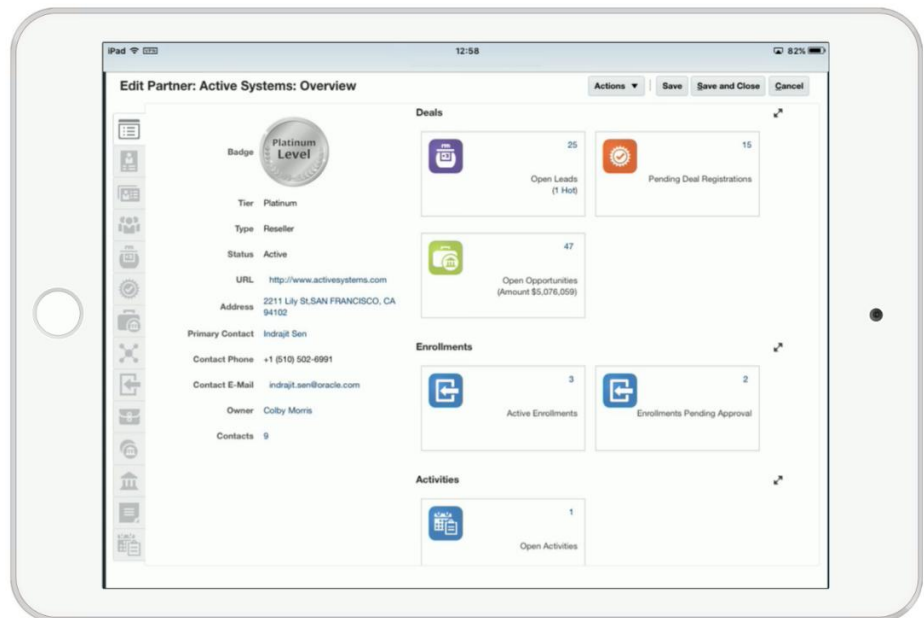 iPad VPN 12:58 82%
Edit Partner: Active Systems: Overview
Actions ▼ Save Save and Close Cancel
Badge
Platinum
Level
Tier Platinum
Type Reseller
Status Active
URL http://www.activesystems.com
Address 2211 Lily St,SAN FRANCISCO, CA
94102
Primary Contact Indrajit Sen
Contact Phone +1 (510) 502-6991
Contact E-Mail indrajit.sen@oracle.com
Owner Colby Morris
Contacts 9
Deals
25
Open Leads
(1 Hot)
15
Pending Deal Registrations
47
Open Opportunities
(Amount $5,076,059)
Enrollments
3
Active Enrollments
2
Enrollments Pending Approval
Activities
1
Open Activities